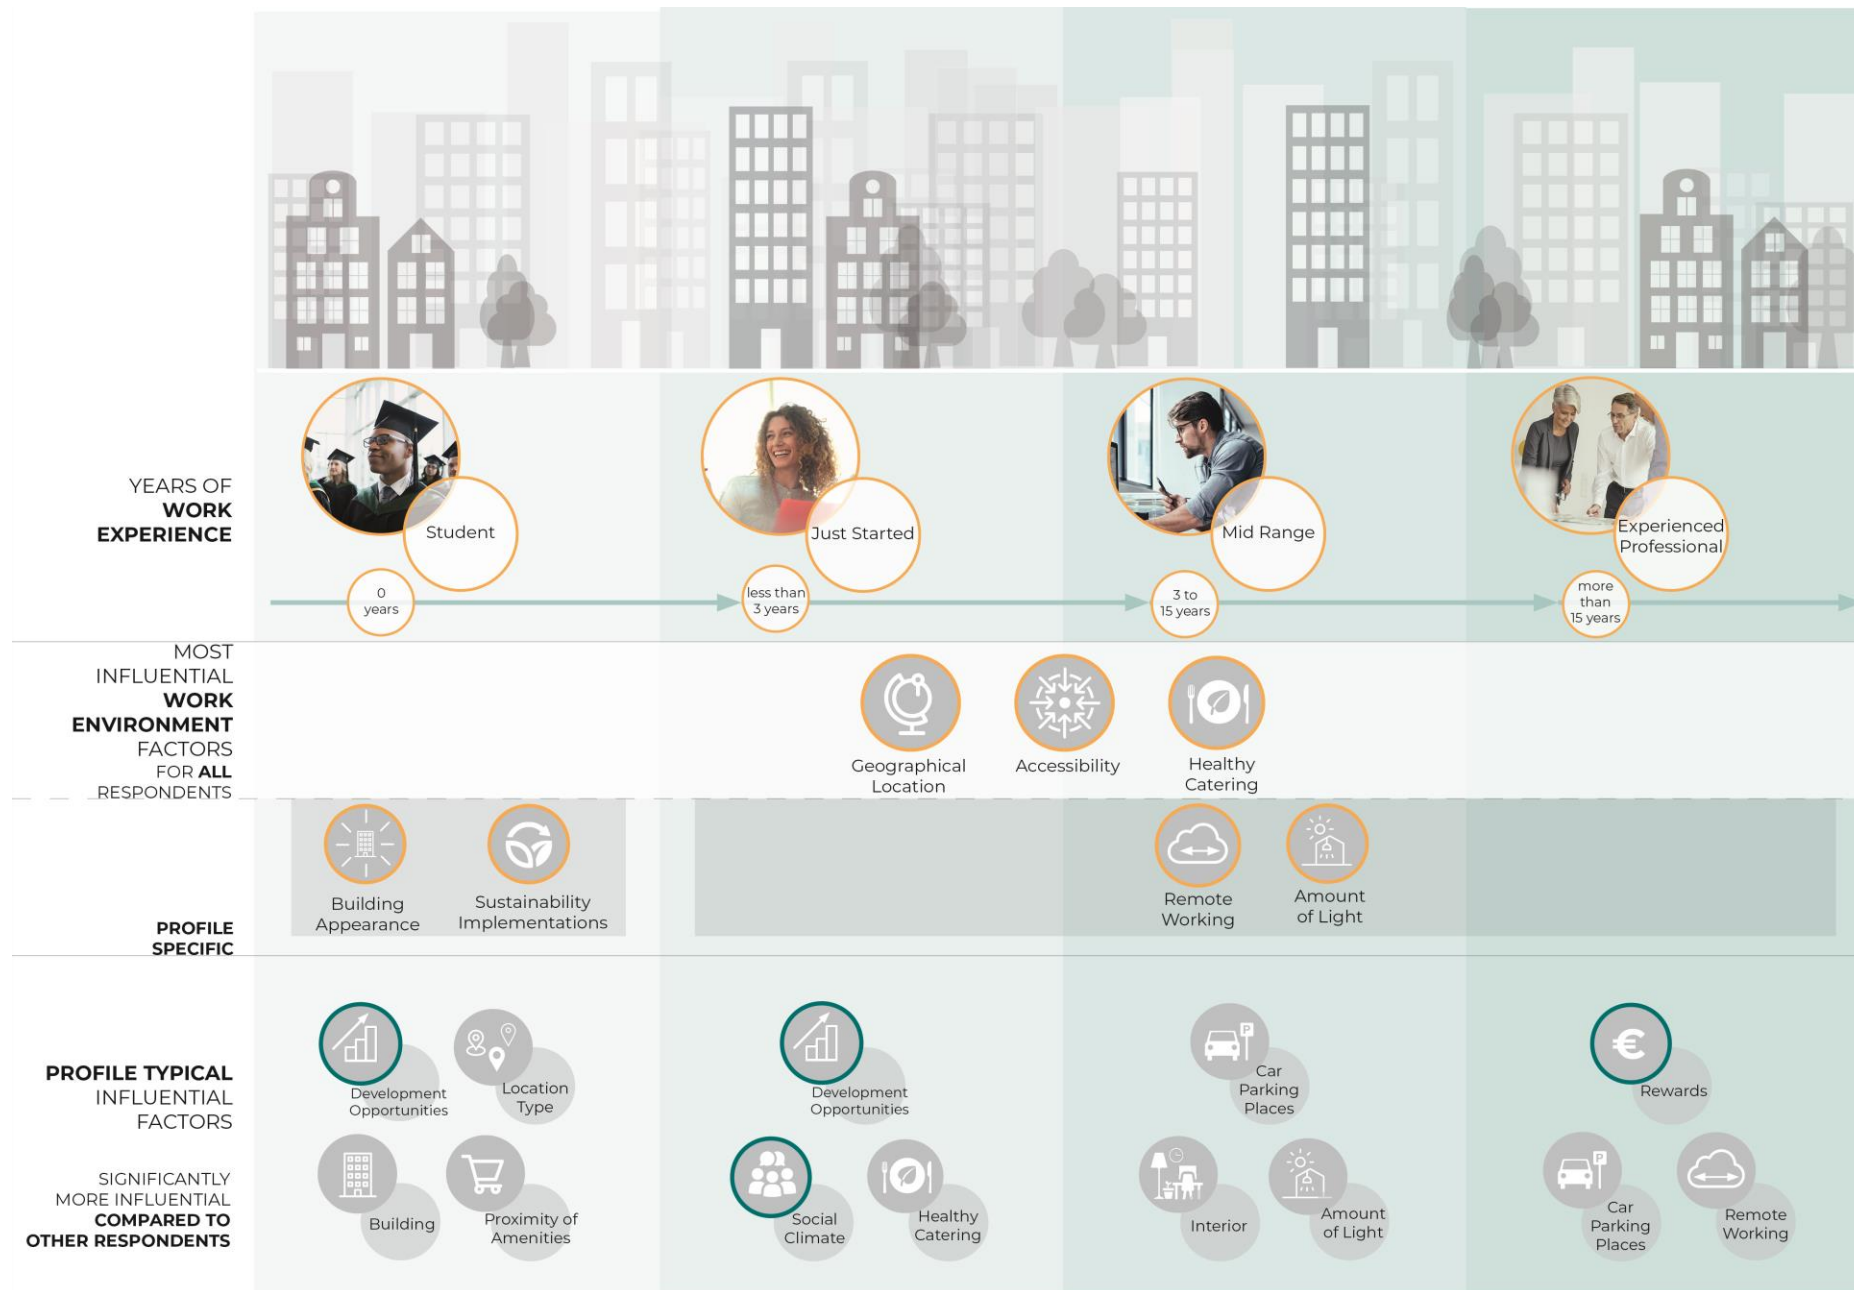 YEARS OF
WORK
EXPERIENCE
Student
Just Started
Mid Range
Experienced
Professional
0
years
less than
3 years
3 to
15 years
more
than
15 years
MOST
INFLUENTIAL
WORK
ENVIRONMENT
FACTORS
FOR ALL
RESPONDENTS
Geographical
Location
Accessibility
Healthy
Catering
PROFILE
SPECIFIC
Building
Appearance
Sustainability
Implementations
Remote
Working
Amount
of Light
PROFILE TYPICAL
INFLUENTIAL
FACTORS
SIGNIFICANTLY
MORE INFLUENTIAL
COMPARED TO
OTHER RESPONDENTS
Development
Opportunities
Location
Type
Building
Proximity of
Amenities
Development
Opportunities
Social
Climate
Healthy
Catering
P
Car
Parking
Places
Interior
Amount
of Light
€
Rewards
P
Car
Parking
Places
Remote
Working